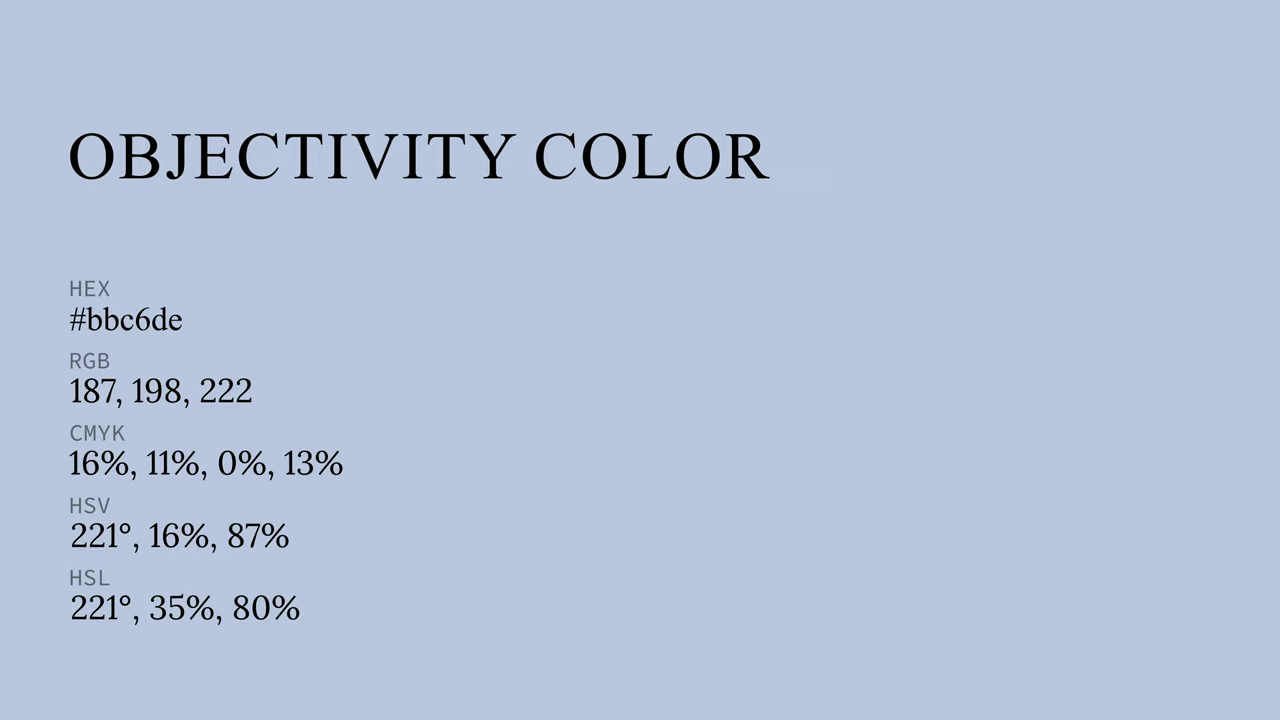 OBJECTIVITY COLOR
HEX
#bbc6de
RGB
187, 198, 222
CMYK
16%, 11%, 0%, 13%
HSV
221°, 16%, 87%
HSL
221°, 35%, 80%